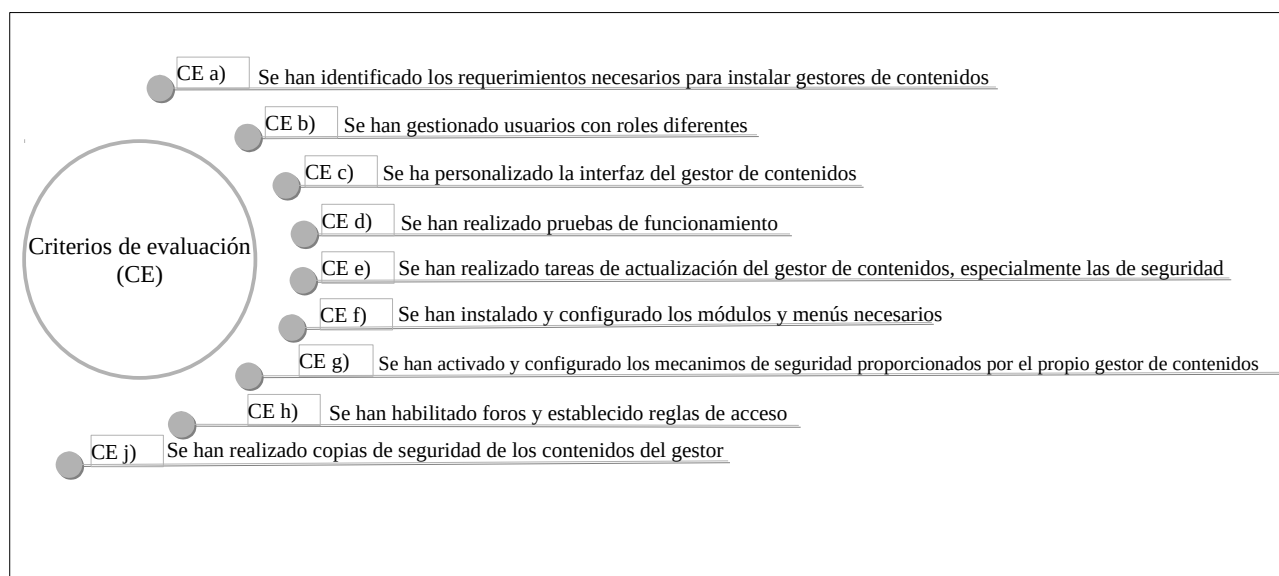 CE a) Se han identificado los requerimientos necesarios para instalar gestores de contenidos
CE b) Se han gestionado usuarios con roles diferentes
CE c) Se ha personalizado la interfaz del gestor de contenidos
CE d) Se han realizado pruebas de funcionamiento
Criterios de evaluación
(CE)
CE e) Se han realizado tareas de actualización del gestor de contenidos, especialmente las de seguridad
CE f) Se han instalado y configurado los módulos y menús necesarios
CE g) Se han activado y configurado los mecanimos de seguridad proporcionados por el propio gestor de contenidos
CE h) Se han habilitado foros y establecido reglas de acceso
CE j) Se han realizado copias de seguridad de los contenidos del gestor